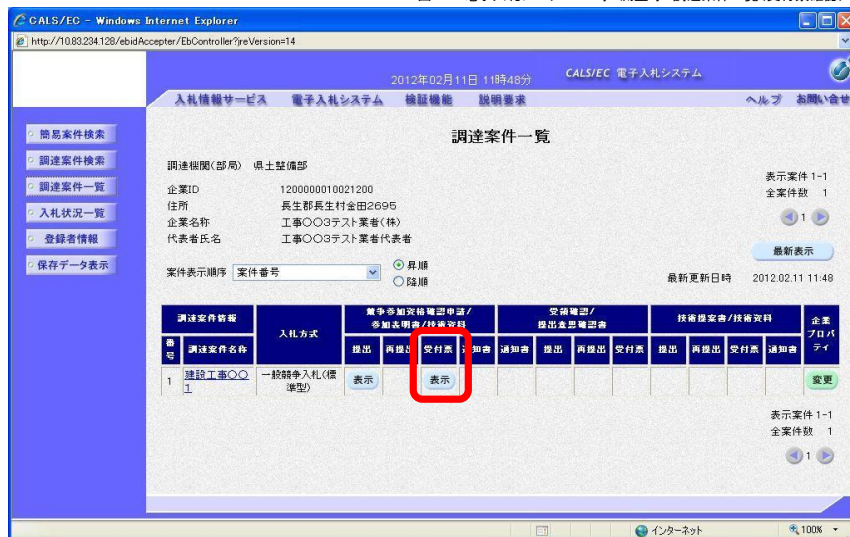 CALS/EC - Windows Internet Explorer
http://10.83.234.128/ebidAccepter/EbController?jreVersion=14
2012年02月11日 11時48分
CALS/EC 電子入札システム
入札情報サービス 電子入札システム 検証機能 説明要求 ヘルプ お問い合せ
簡易案件検索
調達案件検索
調達案件一覧
入札状況一覧
登録者情報
保存データ表示
調達案件一覧
調達機関(部局) 県土整備部
企業ID 1200000010021200
住所 長生郡長生村金田2695
企業名称 工事〇〇3テスト業者(株)
代表者氏名 工事〇〇3テスト業者代表者
表示案件 1-1
全案件数 1
1
案件表示順序 案件番号
昇順
降順
最新表示
最新更新日時 2012.02.11 11:48
調達案件情報 入札方式 競争参加資格確認申請/参加表明書/技術資料 受領確認/提出意思確認書 技術提案書/技術資料 企業プロパティ
番号 調達案件名称 提出 再提出 受付票 通知書 通知書 提出 再提出 受付票 提出 再提出 受付票 通知書
1 建設工事〇〇1 一般競争入札(標準型) 表示 表示 変更
表示案件 1-1
全案件数 1
1
インターネット 100%